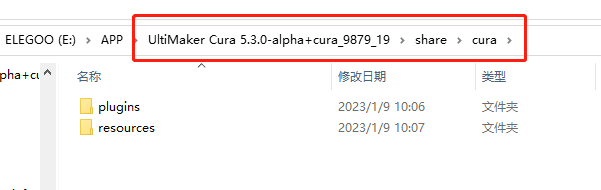 ELEGOO (E:) > APP > UltiMaker Cura 5.3.0-alpha+cura_9879_19 > share > cura >
pha+cu
名称 修改日期 类型
plugins 2023/1/9 10:06 文件夹
resources 2023/1/9 10:07 文件夹